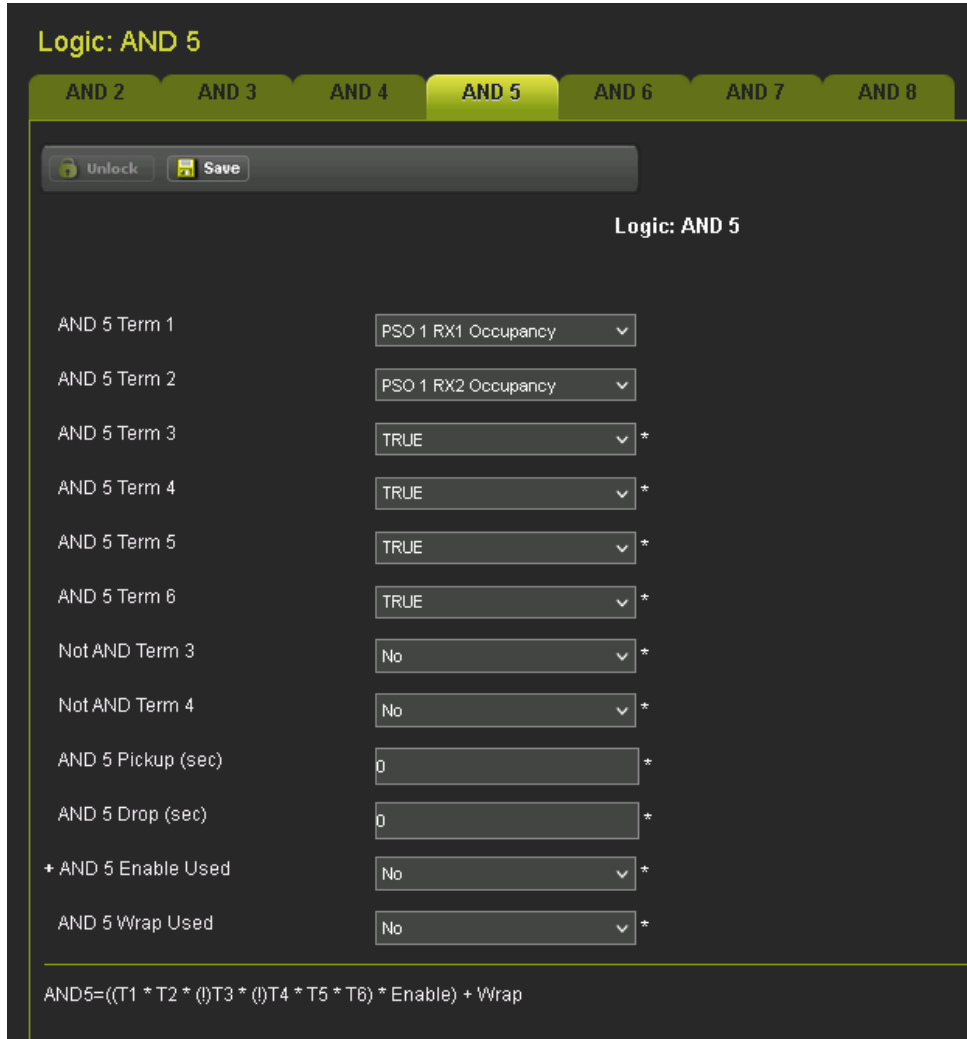 Logic: AND 5
AND 2 AND 3 AND 4 AND 5 AND 6 AND 7 AND 8
Unlock Save
Logic: AND 5
AND 5 Term 1 PSO 1 RX1 Occupancy
AND 5 Term 2 PSO 1 RX2 Occupancy
AND 5 Term 3 TRUE *
AND 5 Term 4 TRUE *
AND 5 Term 5 TRUE *
AND 5 Term 6 TRUE *
Not AND Term 3 No *
Not AND Term 4 No *
AND 5 Pickup (sec) 0 *
AND 5 Drop (sec) 0 *
+ AND 5 Enable Used No *
AND 5 Wrap Used No *
AND5=((T1 * T2 * (!)T3 * (!)T4 * T5 * T6) * Enable) + Wrap